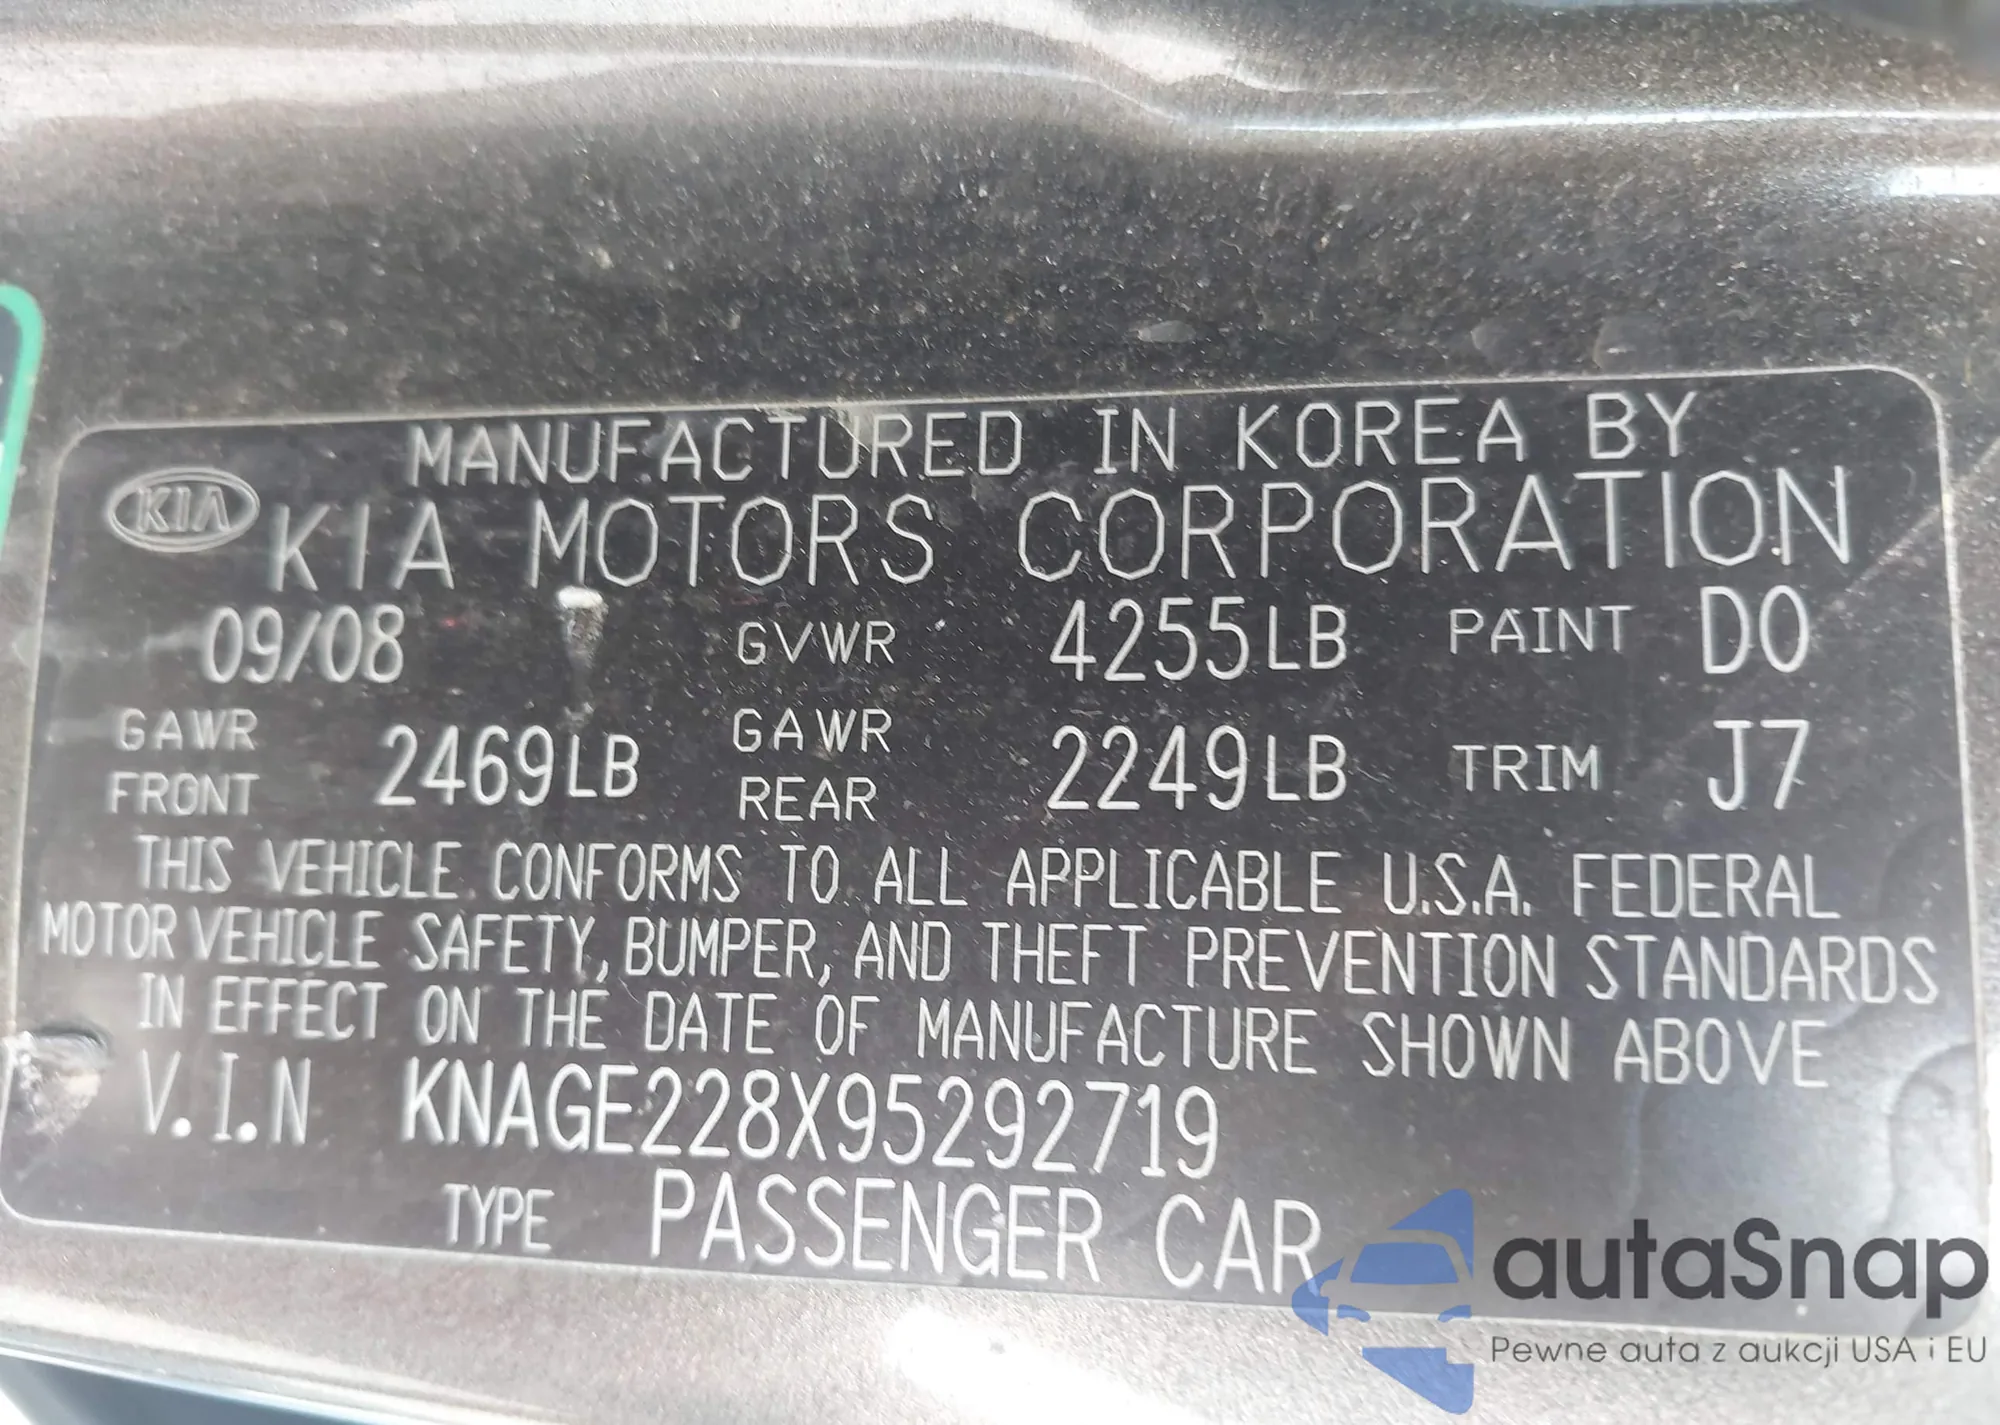 MANUFACTURED IN KOREA BY
KIA KIA MOTORS CORPORATION
09/08 GVWR 4255LB PAINT D0
GAWR FRONT 2469LB GAWR REAR 2249LB TRIM J7
THIS VEHICLE CONFORMS TO ALL APPLICABLE U.S.A. FEDERAL
MOTOR VEHICLE SAFETY, BUMPER, AND THEFT PREVENTION STANDARDS
IN EFFECT ON THE DATE OF MANUFACTURE SHOWN ABOVE
V.I.N KNAGE228X95292719
TYPE PASSENGER CAR
autaSnap
Pewne auta z aukcji USA i EU